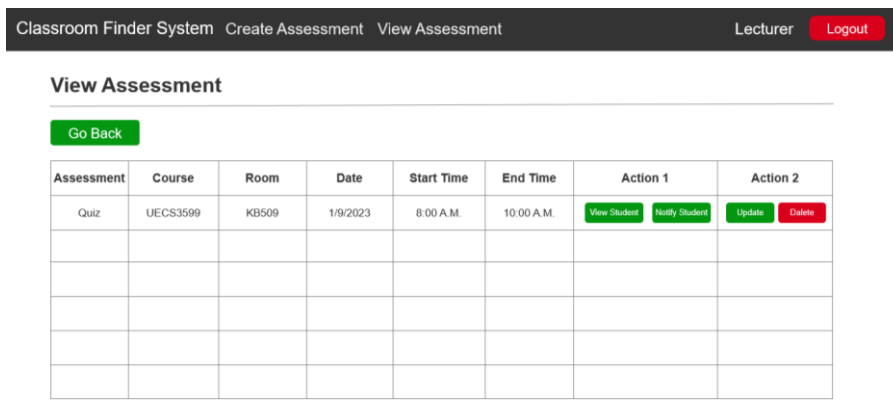 Classroom Finder System Create Assessment View Assessment Lecturer Logout
View Assessment
Go Back
Assessment Course Room Date Start Time End Time Action 1 Action 2
Quiz UECS3599 KB509 1/9/2023 8:00 A.M. 10:00 A.M. View Student Notify Student Update Dalete